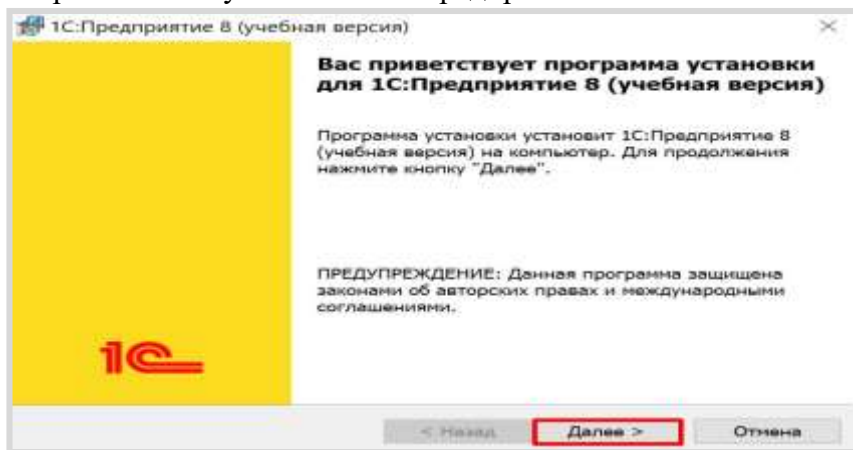 1С:Предприятие 8 (учебная версия)
Вас приветствует программа установки
для 1С:Предприятие 8 (учебная версия)
Программа установки установит 1С:Предприятие 8
(учебная версия) на компьютер. Для продолжения
нажмите кнопку "Далее".
ПРЕДУПРЕЖДЕНИЕ: Данная программа защищена
законами об авторских правах и международными
соглашениями.
1С
< Назад Далее > Отмена